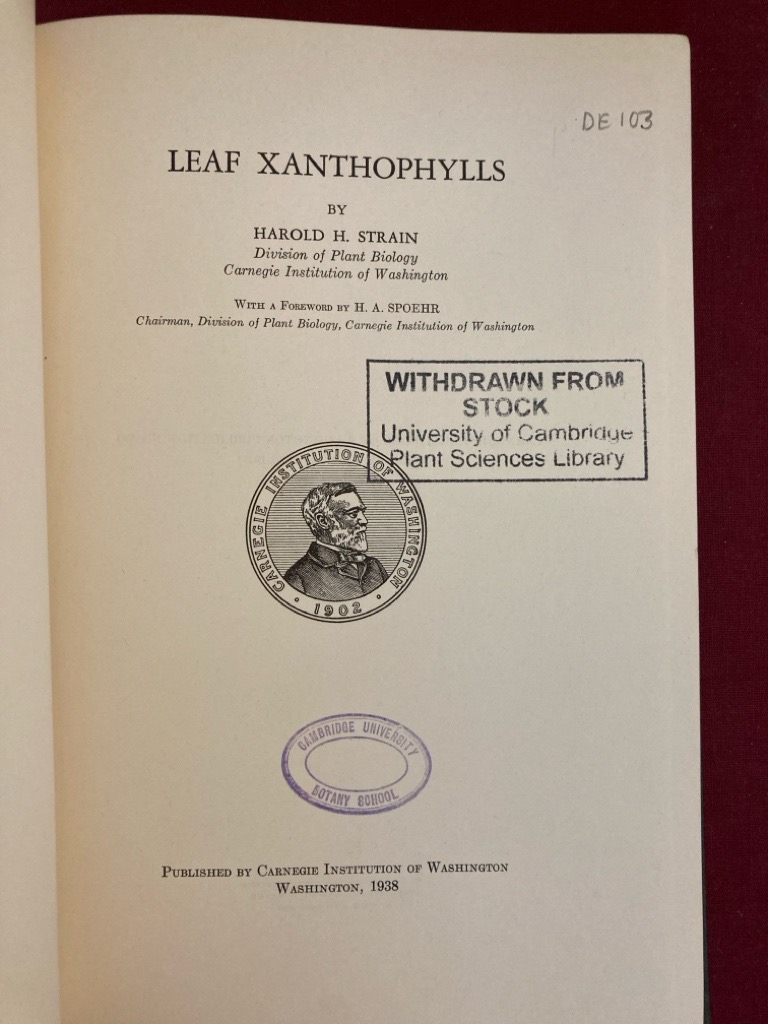 DE 103
LEAF XANTHOPHYLLS
BY
HAROLD H. STRAIN
Division of Plant Biology
Carnegie Institution of Washington
WITH A FOREWORD BY H. A. SPOEHR
Chairman, Division of Plant Biology, Carnegie Institution of Washington
WITHDRAWN FROM
STOCK
University of Cambridge
Plant Sciences Library
CARNEGIE INSTITUTION OF WASHINGTON
• 1902 •
CAMBRIDGE UNIVERSITY
BOTANY SCHOOL
PUBLISHED BY CARNEGIE INSTITUTION OF WASHINGTON
WASHINGTON, 1938